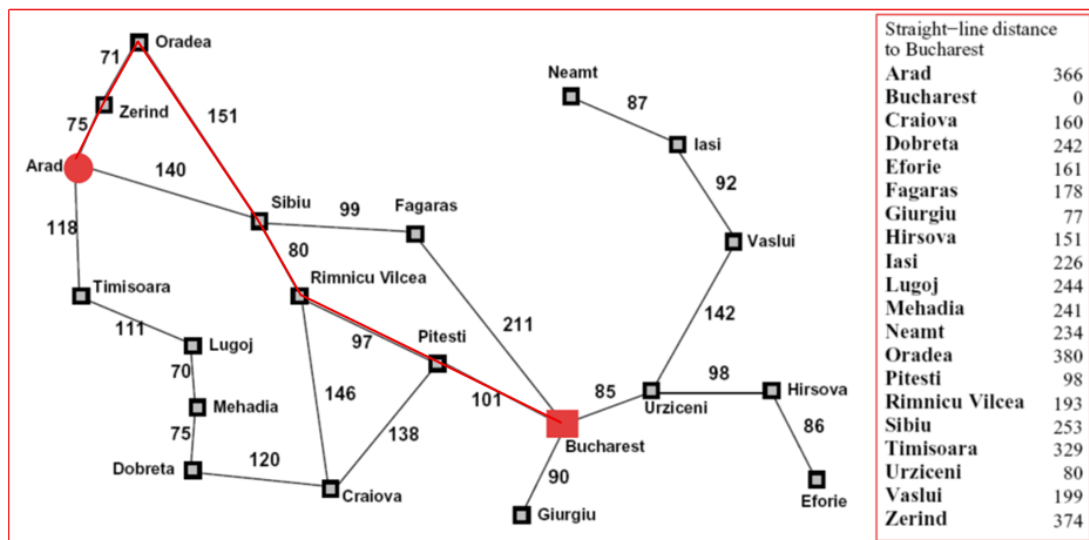 Oradea
71
Neamt
87
Zerind
151
75
Iasi
Arad
140
92
Sibiu
99
Fagaras
118
80
Vaslui
Timisoara
Rimnicu Vilcea
111
211
142
Lugoj
97
Pitesti
70
Mehadia
146
101
85
98
Hirsova
Urziceni
75
138
86
Bucharest
Dobreta
120
90
Craiova
Giurgiu
Eforie
Straight-line distance
to Bucharest
Arad 366
Bucharest 0
Craiova 160
Dobreta 242
Eforie 161
Fagaras 178
Giurgiu 77
Hirsova 151
Iasi 226
Lugoj 244
Mehadia 241
Neamt 234
Oradea 380
Pitesti 98
Rimnicu Vilcea 193
Sibiu 253
Timisoara 329
Urziceni 80
Vaslui 199
Zerind 374